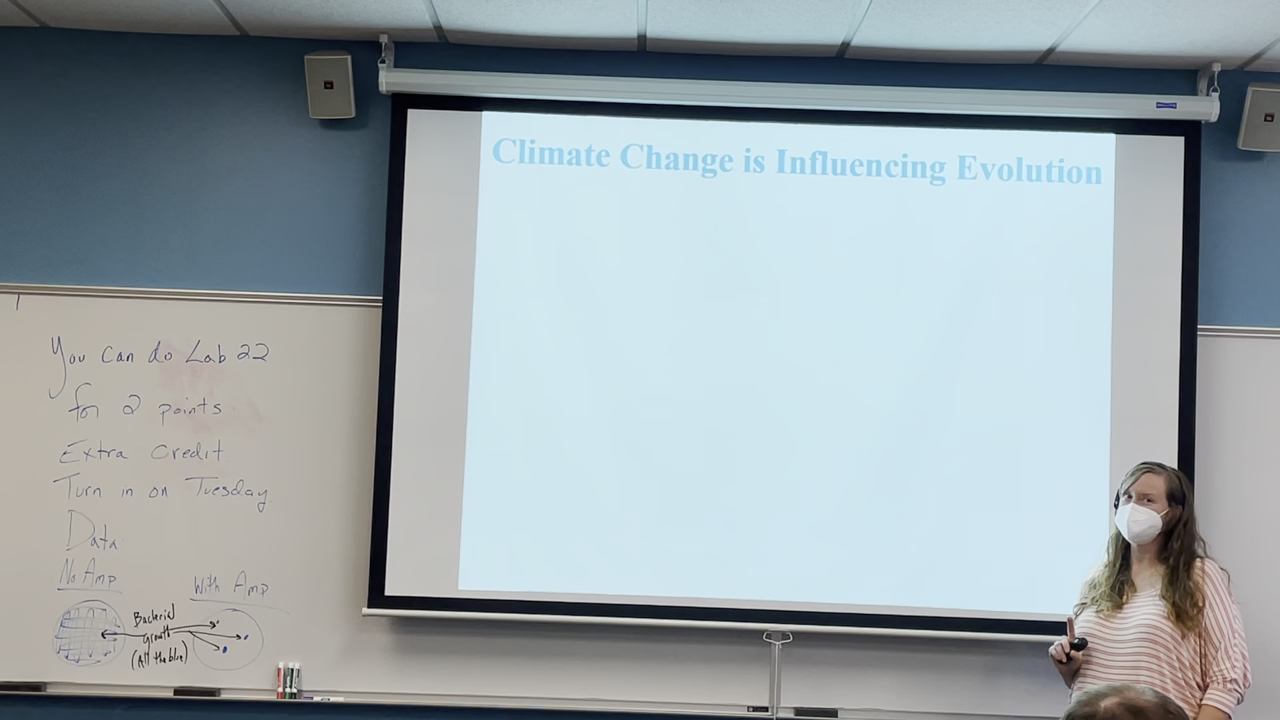 Climate Change is Influencing Evolution
You can do Lab 22
for 2 points
Extra Credit
Turn in on Tuesday
Data
No Amp
With Amp
Bacterial
growth
(All the blue)